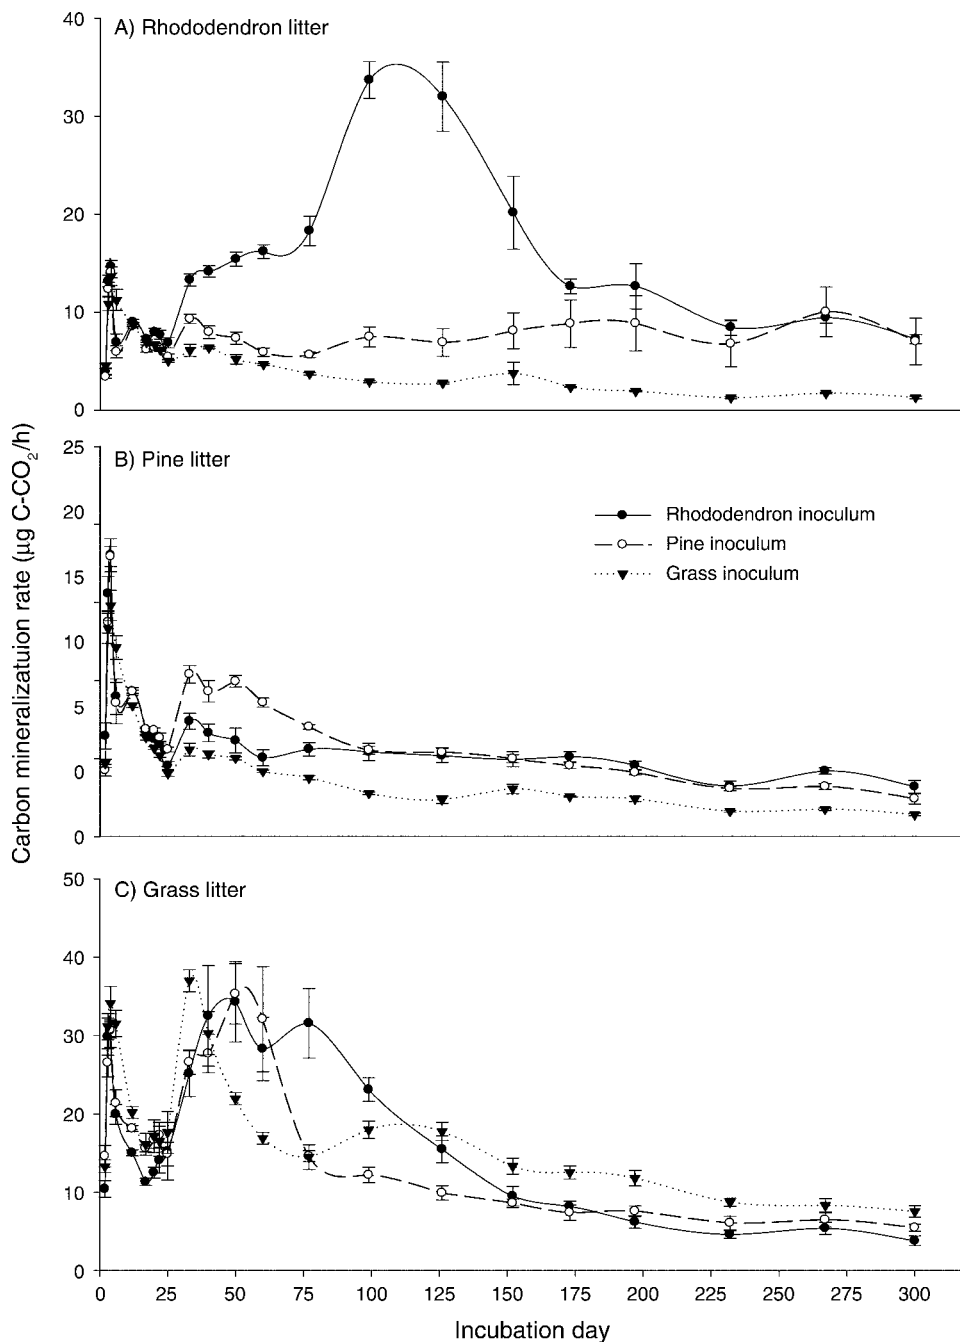 A) Rhododendron litter
40
30
20
10
0
B) Pine litter
25
20
15
10
5
0
0
Rhododendron inoculum
Pine inoculum
Grass inoculum
Carbon mineralizatuion rate (µg C-CO₂/h)
C) Grass litter
50
40
30
20
10
0
0 25 50 75 100 125 150 175 200 225 250 275 300
Incubation day